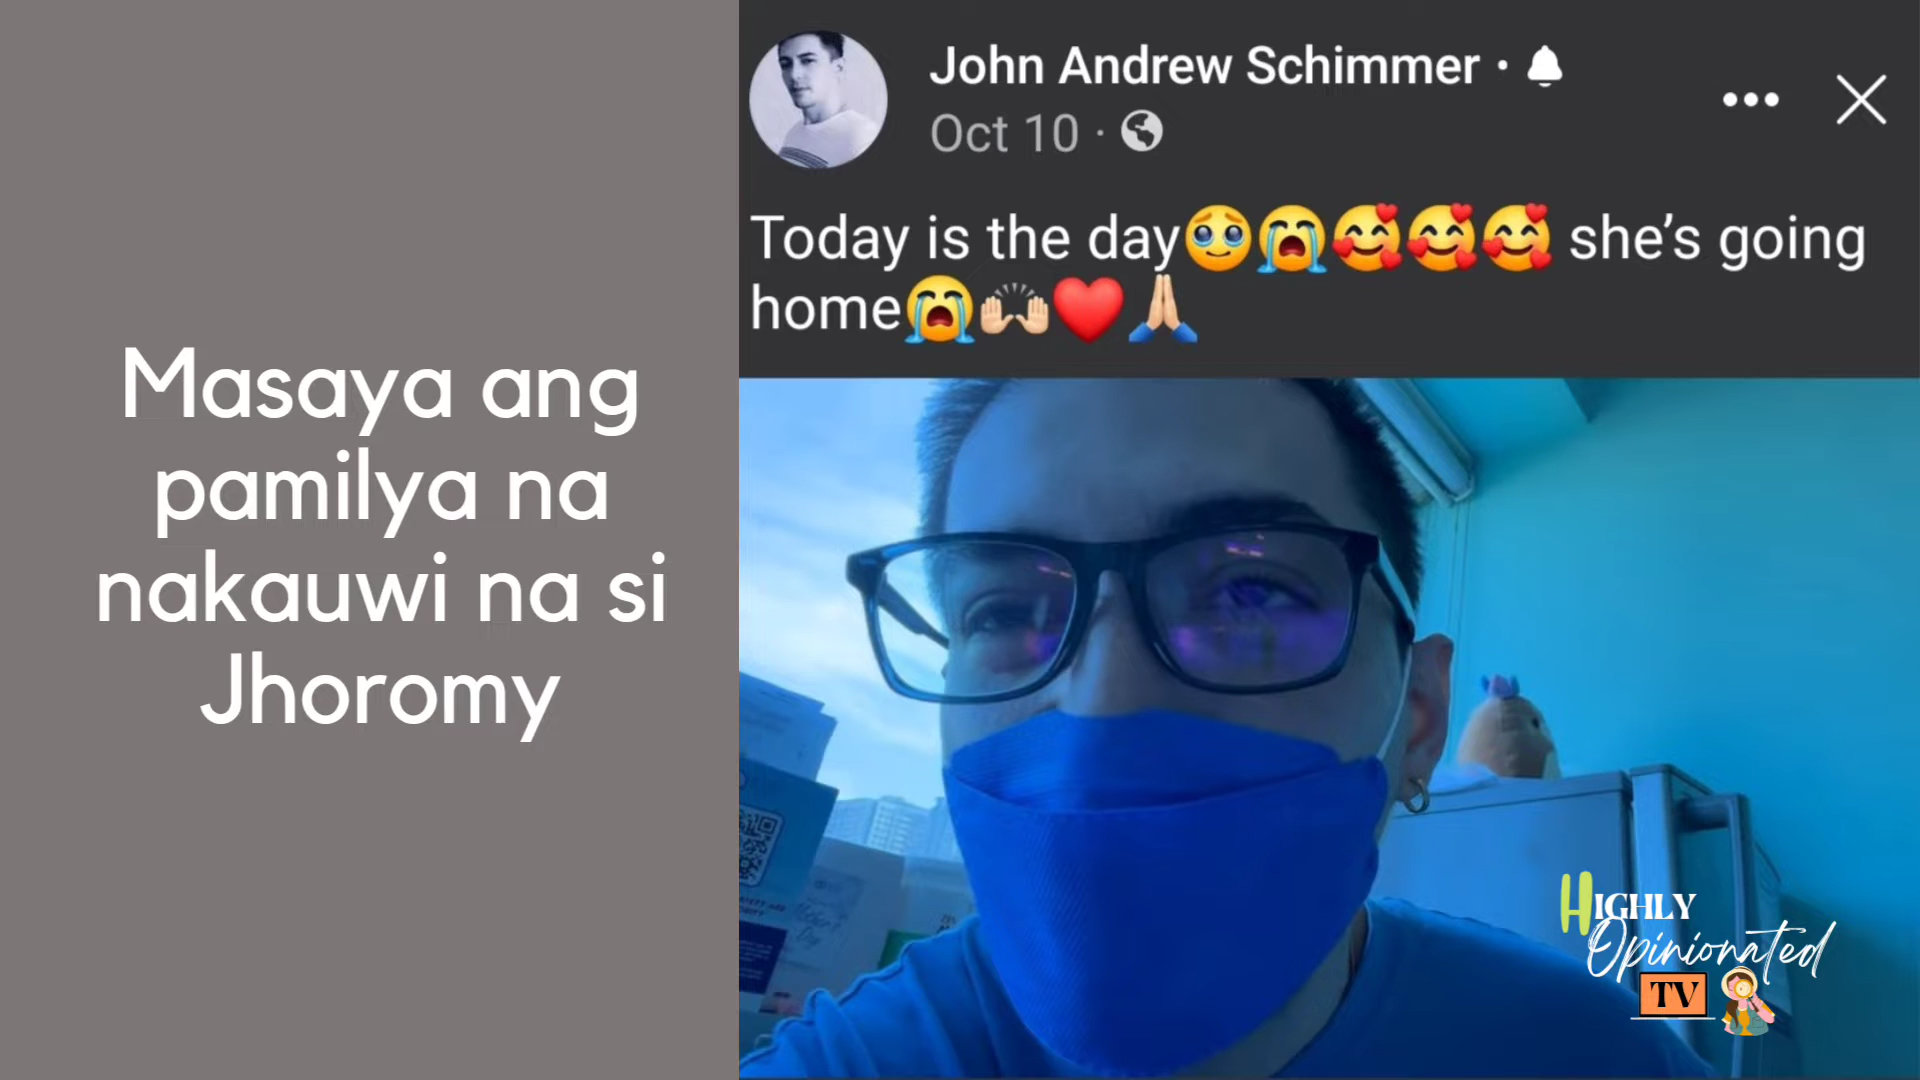 Masaya ang
pamilya na
nakauwi na si
Jhoromy
John Andrew Schimmer ·
Oct 10 ·
Today is the day🥹😭🥰🥰🥰 she’s going
home😭🙌🏻❤️🙏🏻
HIGHLY
Opinionated
TV